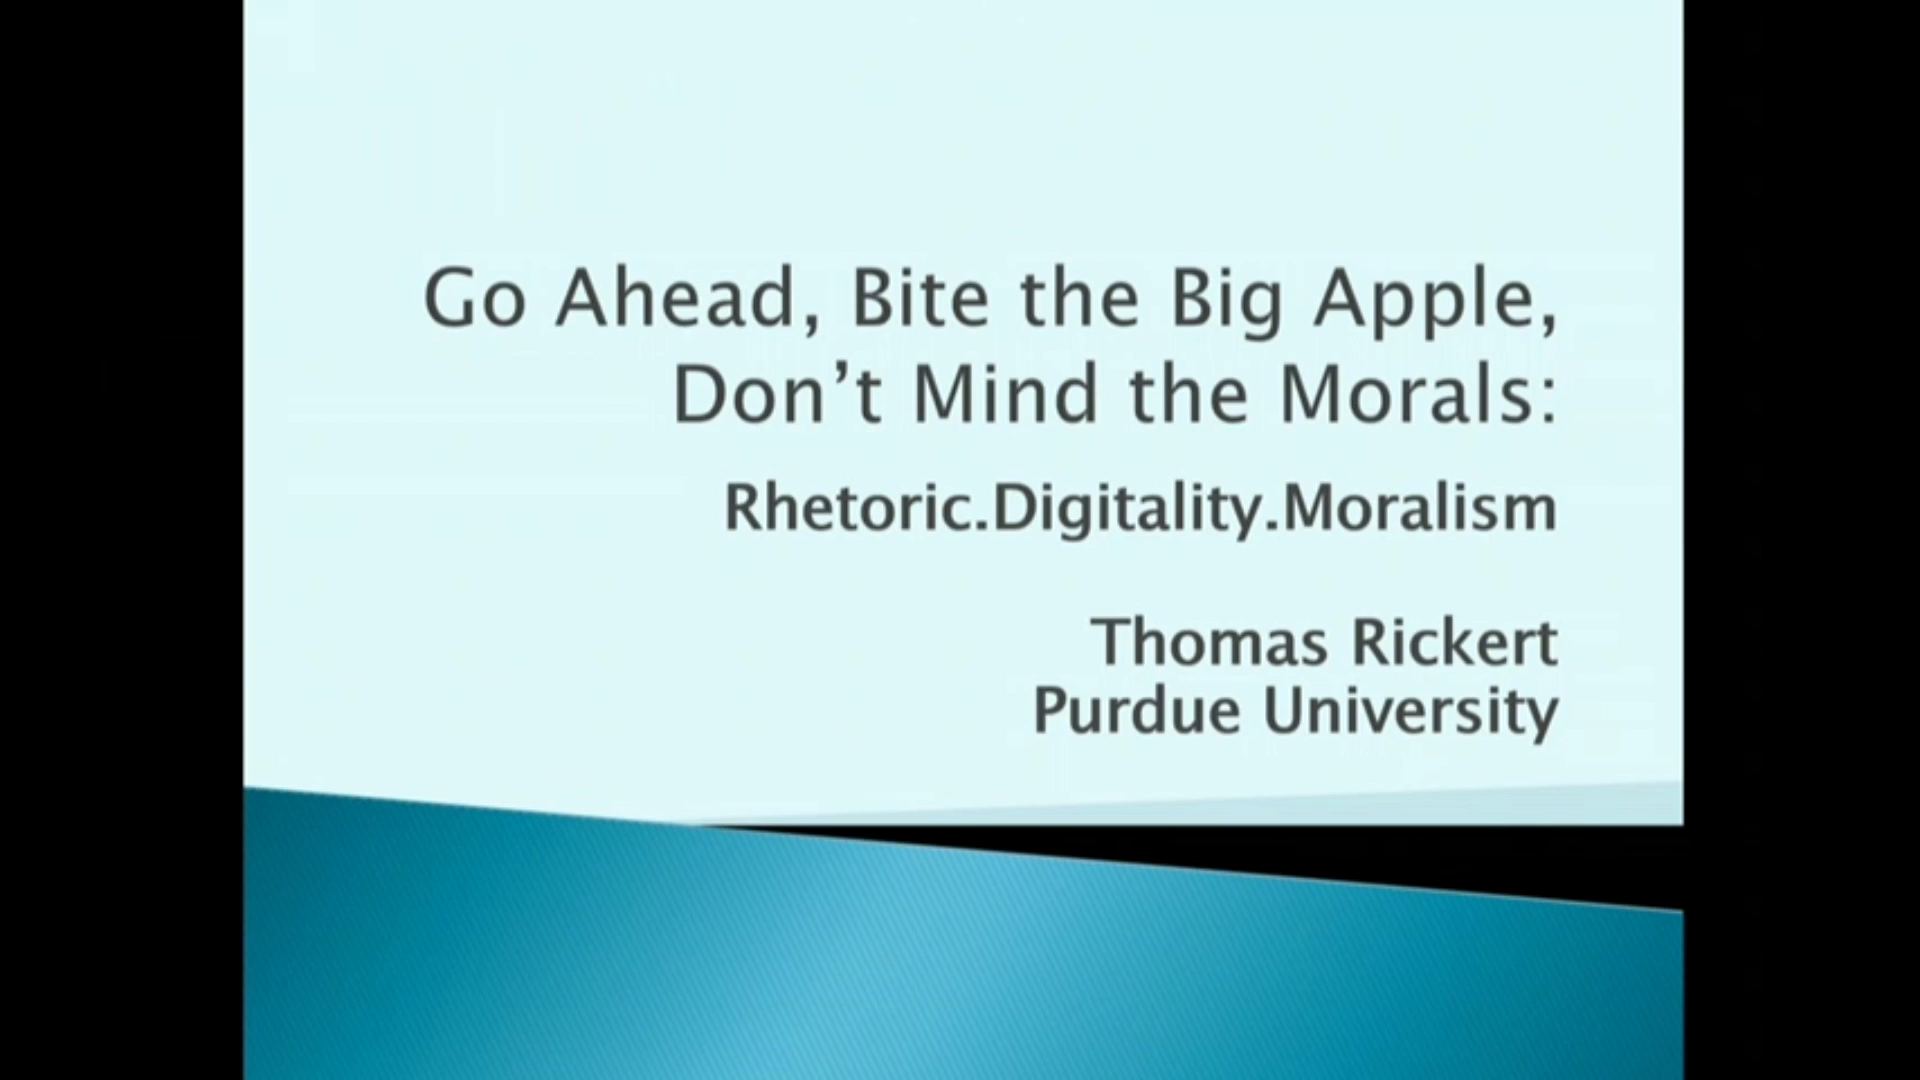 Go Ahead, Bite the Big Apple,
Don’t Mind the Morals:
Rhetoric.Digitality.Moralism
Thomas Rickert
Purdue University